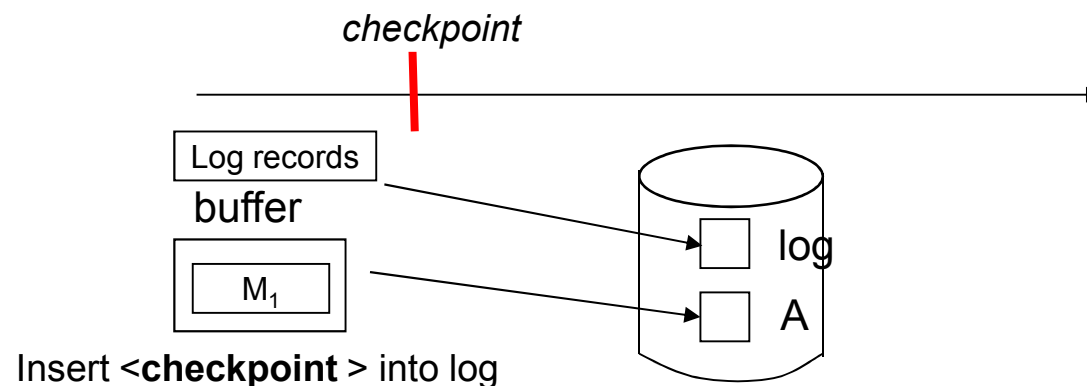 checkpoint
Log records
buffer
log
M₁
A
Insert <checkpoint > into log